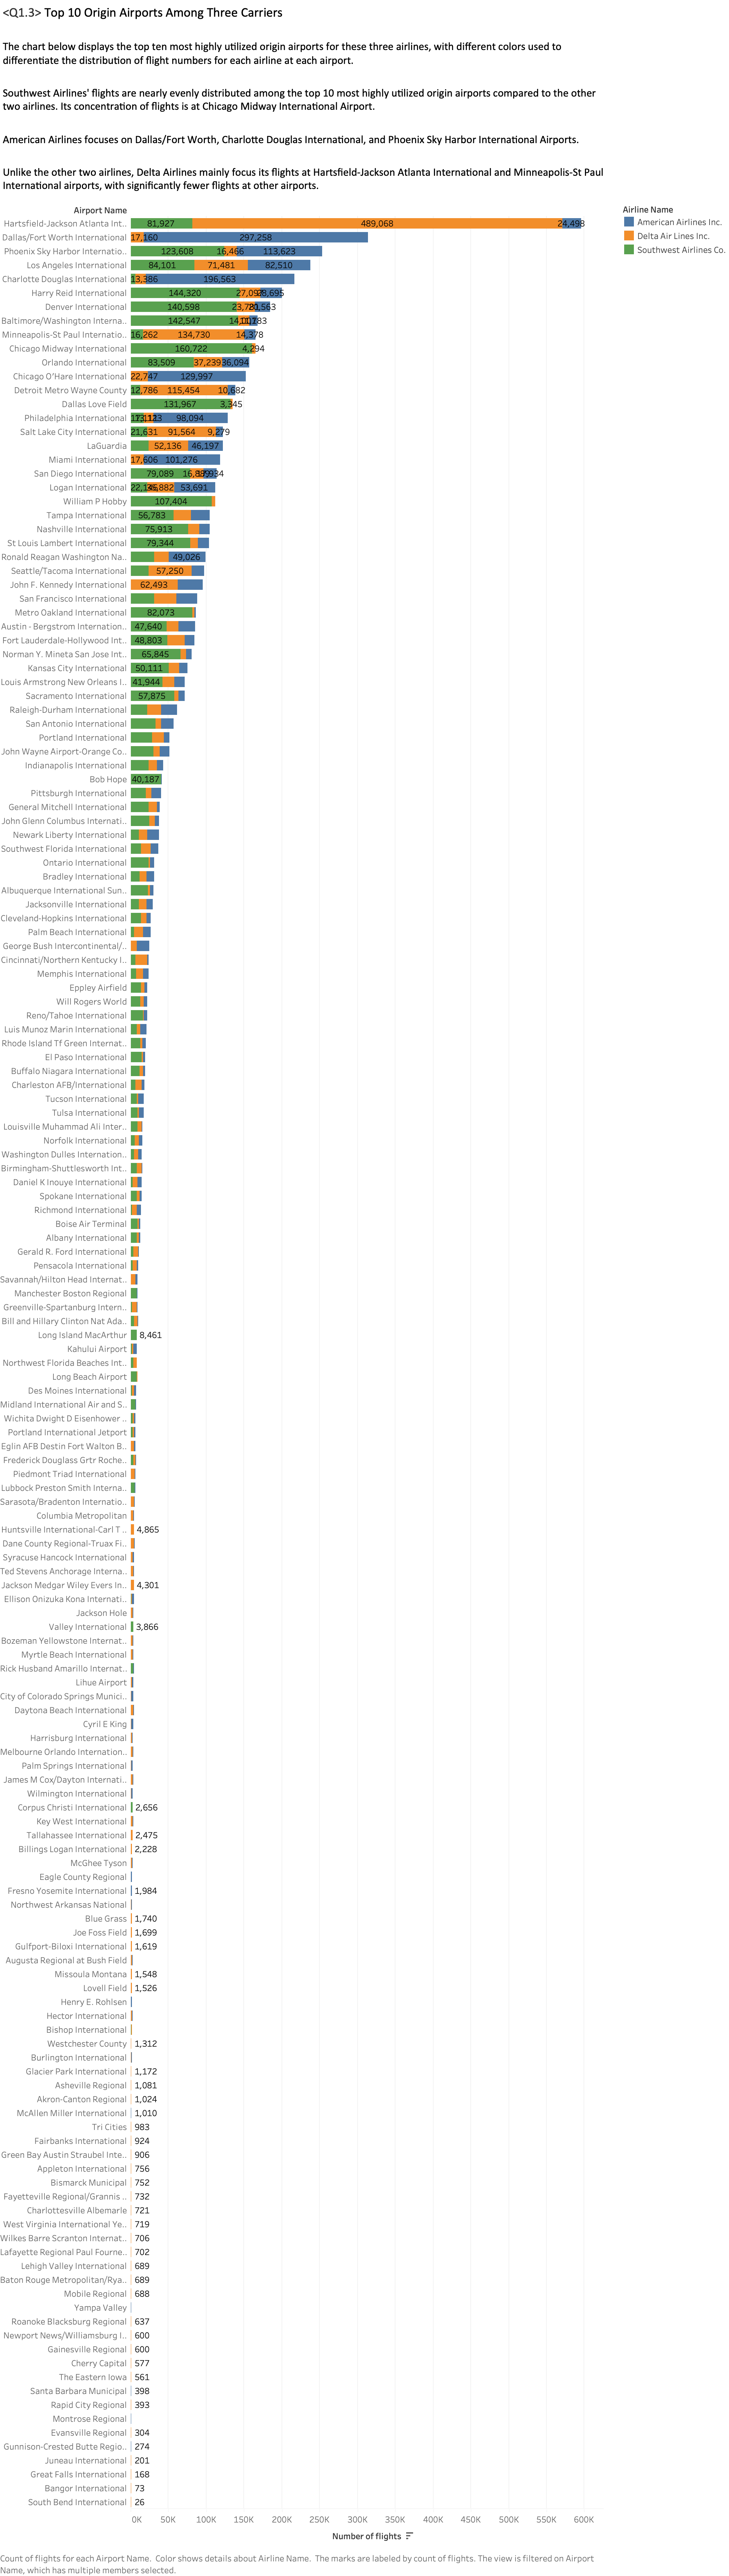 <Q1.3> Top 10 Origin Airports Among Three Carriers
The chart below displays the top ten most highly utilized origin airports for these three airlines, with different colors used to
differentiate the distribution of flight numbers for each airline at each airport.
Southwest Airlines' flights are nearly evenly distributed among the top 10 most highly utilized origin airports compared to the other
two airlines. Its concentration of flights is at Chicago Midway International Airport.
American Airlines focuses on Dallas/Fort Worth, Charlotte Douglas International, and Phoenix Sky Harbor International Airports.
Unlike the other two airlines, Delta Airlines mainly focus its flights at Hartsfield-Jackson Atlanta International and Minneapolis-St Paul
International airports, with significantly fewer flights at other airports.
Airport Name
Airline Name
American Airlines Inc.
Delta Air Lines Inc.
Southwest Airlines Co.
Hartsfield-Jackson Atlanta Int.. 81,927 489,068 24,498
Dallas/Fort Worth International 17,160 297,258
Phoenix Sky Harbor Internatio.. 123,608 16,466 113,623
Los Angeles International 84,101 71,481 82,510
Charlotte Douglas International 13,386 196,563
Harry Reid International 144,320
Denver International 140,598
Baltimore/Washington Interna.. 142,547
Minneapolis-St Paul Internatio.. 16,262 134,730 14,378
Chicago Midway International 160,722 4,294
Orlando International 83,509 37,239 36,094
Chicago O'Hare International 22,747 129,997
Detroit Metro Wayne County 12,786 115,454 10,682
Dallas Love Field 131,967 3,345
Philadelphia International 98,094
Salt Lake City International 21,631 91,564 9,279
LaGuardia 52,136 46,197
Miami International 17,606 101,276
San Diego International 79,089
Logan International 53,691
William P Hobby 107,404
Tampa International 56,783
Nashville International 75,913
St Louis Lambert International 79,344
Ronald Reagan Washington Na.. 49,026
Seattle/Tacoma International 57,250
John F. Kennedy International 62,493
San Francisco International
Metro Oakland International 82,073
Austin - Bergstrom Internation.. 47,640
Fort Lauderdale-Hollywood Int.. 48,803
Norman Y. Mineta San Jose Int.. 65,845
Kansas City International 50,111
Louis Armstrong New Orleans I.. 41,944
Sacramento International 57,875
Raleigh-Durham International
San Antonio International
Portland International
John Wayne Airport-Orange Co..
Indianapolis International
Bob Hope 40,187
Pittsburgh International
General Mitchell International
John Glenn Columbus Internati..
Newark Liberty International
Southwest Florida International
Ontario International
Bradley International
Albuquerque International Sun..
Jacksonville International
Cleveland-Hopkins International
Palm Beach International
George Bush Intercontinental/..
Cincinnati/Northern Kentucky I..
Memphis International
Eppley Airfield
Will Rogers World
Reno/Tahoe International
Luis Munoz Marin International
Rhode Island Tf Green Internat..
El Paso International
Buffalo Niagara International
Charleston AFB/International
Tucson International
Tulsa International
Louisville Muhammad Ali Inter..
Norfolk International
Washington Dulles Internation..
Birmingham-Shuttlesworth Int..
Daniel K Inouye International
Spokane International
Richmond International
Boise Air Terminal
Albany International
Gerald R. Ford International
Pensacola International
Savannah/Hilton Head Internat..
Manchester Boston Regional
Greenville-Spartanburg Intern..
Bill and Hillary Clinton Nat Ada..
Long Island MacArthur 8,461
Kahului Airport
Northwest Florida Beaches Int..
Long Beach Airport
Des Moines International
Midland International Air and S..
Wichita Dwight D Eisenhower ..
Portland International Jetport
Eglin AFB Destin Fort Walton B..
Frederick Douglass Grtr Roche..
Piedmont Triad International
Lubbock Preston Smith Interna..
Sarasota/Bradenton Internatio..
Columbia Metropolitan
Huntsville International-Carl T .. 4,865
Dane County Regional-Truax Fi..
Syracuse Hancock International
Ted Stevens Anchorage Interna..
Jackson Medgar Wiley Evers In.. 4,301
Ellison Onizuka Kona Internati..
Jackson Hole
Valley International 3,866
Bozeman Yellowstone Internat..
Myrtle Beach International
Rick Husband Amarillo Internat..
Lihue Airport
City of Colorado Springs Munici..
Daytona Beach International
Cyril E King
Harrisburg International
Melbourne Orlando Internation..
Palm Springs International
James M Cox/Dayton Internati..
Wilmington International
Corpus Christi International 2,656
Key West International
Tallahassee International 2,475
Billings Logan International 2,228
McGhee Tyson
Eagle County Regional
Fresno Yosemite International 1,984
Northwest Arkansas National
Blue Grass 1,740
Joe Foss Field 1,699
Gulfport-Biloxi International 1,619
Augusta Regional at Bush Field
Missoula Montana 1,548
Lovell Field 1,526
Henry E. Rohlsen
Hector International
Bishop International
Westchester County 1,312
Burlington International
Glacier Park International 1,172
Asheville Regional 1,081
Akron-Canton Regional 1,024
McAllen Miller International 1,010
Tri Cities 983
Fairbanks International 924
Green Bay Austin Straubel Inte.. 906
Appleton International 756
Bismarck Municipal 752
Fayetteville Regional/Grannis .. 732
Charlottesville Albemarle 721
West Virginia International Ye.. 719
Wilkes Barre Scranton Internat.. 706
Lafayette Regional Paul Fourne.. 702
Lehigh Valley International 689
Baton Rouge Metropolitan/Rya.. 689
Mobile Regional 688
Yampa Valley
Roanoke Blacksburg Regional 637
Newport News/Williamsburg I.. 600
Gainesville Regional 600
Cherry Capital 577
The Eastern Iowa 561
Santa Barbara Municipal 398
Rapid City Regional 393
Montrose Regional
Evansville Regional 304
Gunnison-Crested Butte Regio.. 274
Juneau International 201
Great Falls International 168
Bangor International 73
South Bend International 26
0K 50K 100K 150K 200K 250K 300K 350K 400K 450K 500K 550K 600K
Number of flights
Count of flights for each Airport Name. Color shows details about Airline Name. The marks are labeled by count of flights. The view is filtered on Airport
Name, which has multiple members selected.